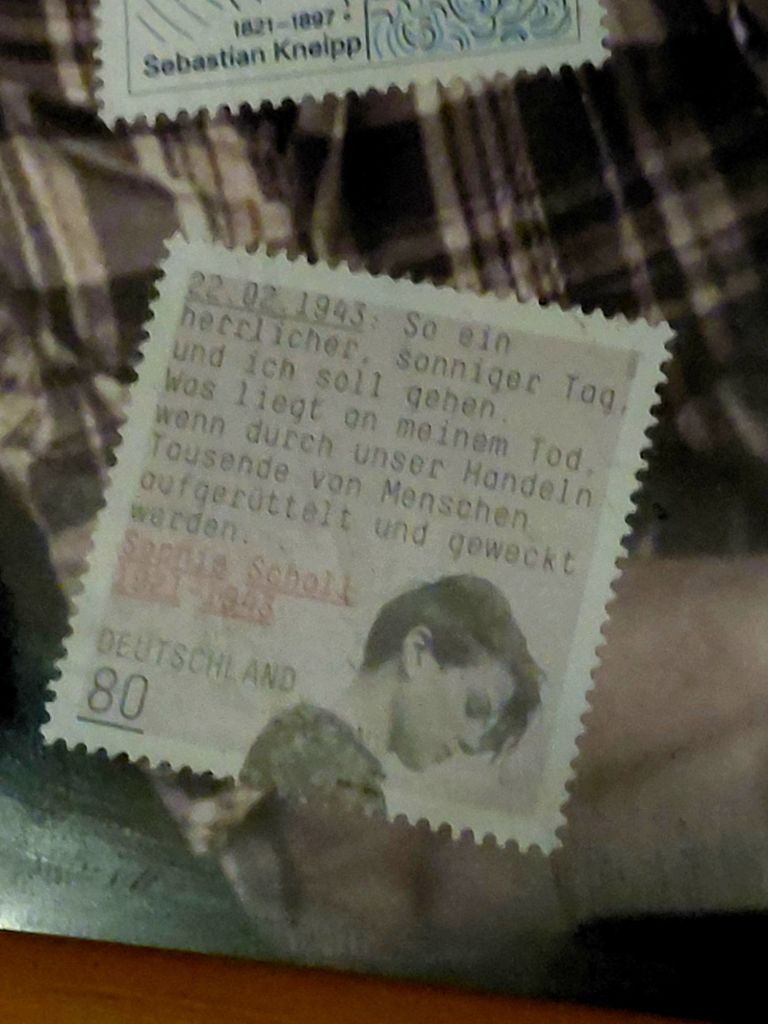 1821-1897
Sebastian Kneipp
22.02.1943: So ein
herrlicher, sonniger Tag,
und ich soll gehen.
Was liegt an meinem Tod,
wenn durch unser Handeln
Tausende von Menschen
aufgerüttelt und geweckt
werden.
Sophie Scholl
1921-1943
DEUTSCHLAND
80